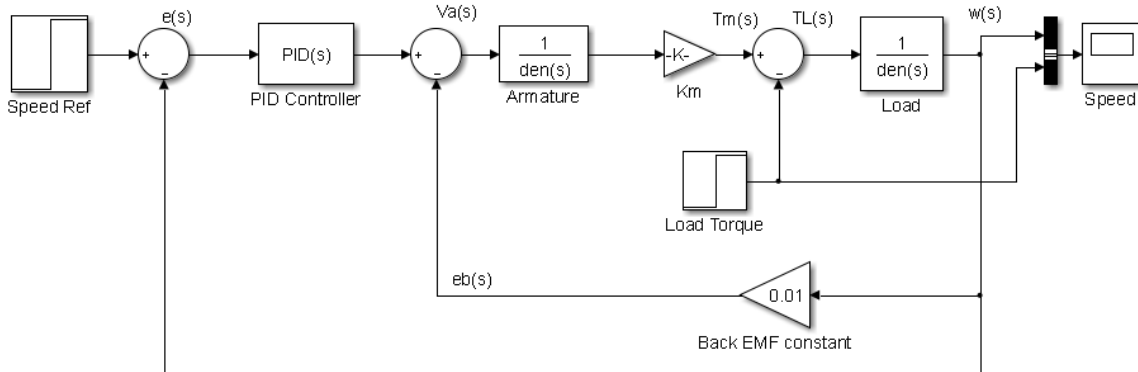 e(s)
Va(s)
Tm(s)
TL(s)
w(s)
+
−
PID(s)
+
−
1
den(s)
-K-
+
−
1
den(s)
Speed Ref
PID Controller
Armature
Km
Load
Speed
Load Torque
eb(s)
0.01
Back EMF constant